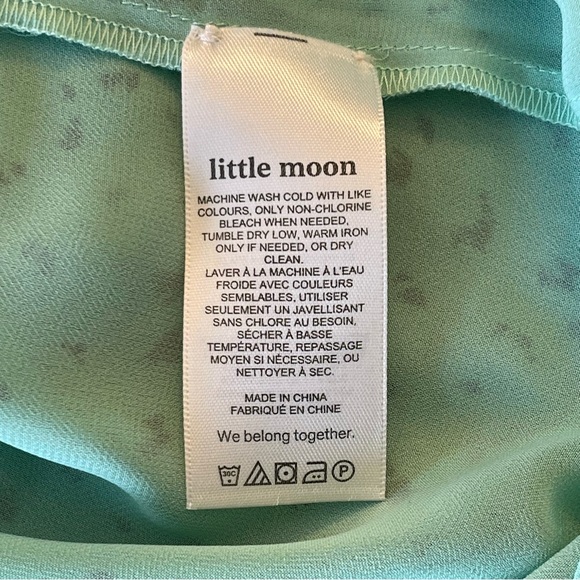 little moon
MACHINE WASH COLD WITH LIKE
COLOURS, ONLY NON-CHLORINE
BLEACH WHEN NEEDED,
TUMBLE DRY LOW, WARM IRON
ONLY IF NEEDED, OR DRY
CLEAN.
LAVER À LA MACHINE À L'EAU
FROIDE AVEC COULEURS
SEMBLABLES, UTILISER
SEULEMENT UN JAVELLISANT
SANS CHLORE AU BESOIN,
SÉCHER À BASSE
TEMPÉRATURE, REPASSAGE
MOYEN SI NÉCESSAIRE, OU
NETTOYER À SEC.
MADE IN CHINA
FABRIQUÉ EN CHINE
We belong together.
30C P